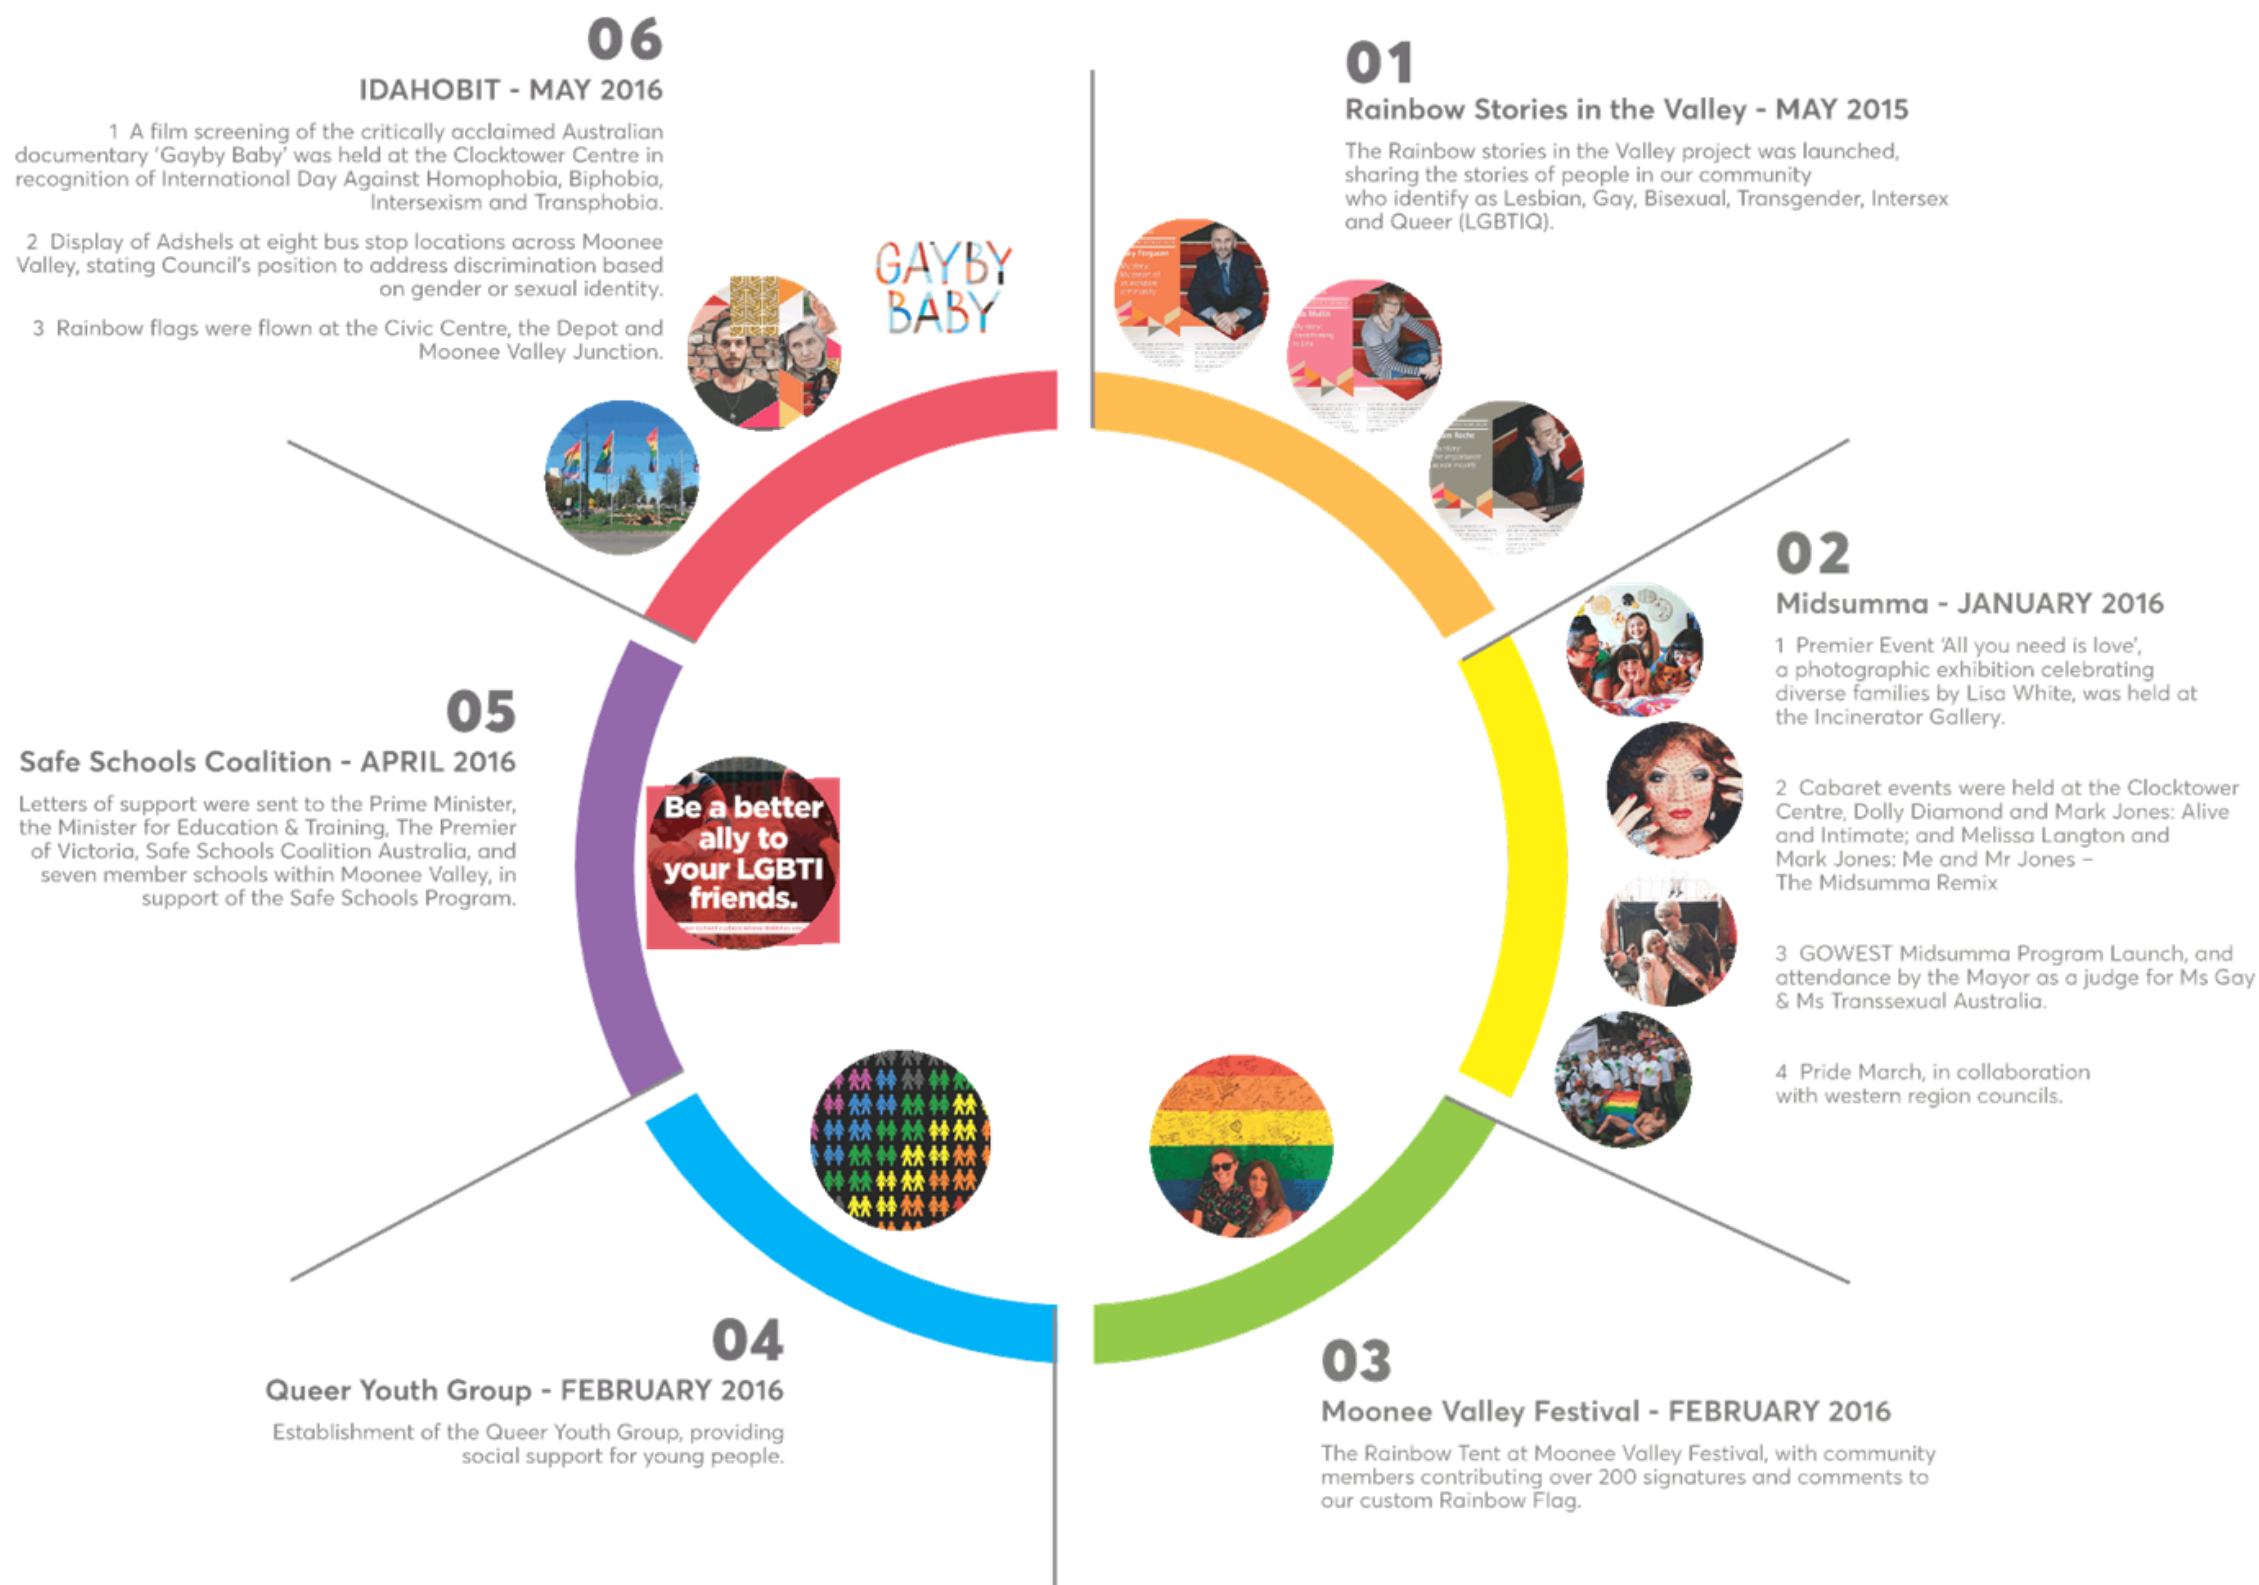 06
IDAHOBIT - MAY 2016
1 A film screening of the critically acclaimed Australian
documentary 'Gayby Baby' was held at the Clocktower Centre in
recognition of International Day Against Homophobia, Biphobia,
Intersexism and Transphobia.
2 Display of Adshels at eight bus stop locations across Moonee
Valley, stating Council's position to address discrimination based
on gender or sexual identity.
3 Rainbow flags were flown at the Civic Centre, the Depot and
Moonee Valley Junction.
GAYBY
BABY
01
Rainbow Stories in the Valley - MAY 2015
The Rainbow stories in the Valley project was launched,
sharing the stories of people in our community
who identify as Lesbian, Gay, Bisexual, Transgender, Intersex
and Queer (LGBTIQ).
Ferguson
My story:
Mullin
My story:
Roche
02
Midsumma - JANUARY 2016
1 Premier Event 'All you need is love',
a photographic exhibition celebrating
diverse families by Lisa White, was held at
the Incinerator Gallery.
2 Cabaret events were held at the Clocktower
Centre, Dolly Diamond and Mark Jones: Alive
and Intimate; and Melissa Langton and
Mark Jones: Me and Mr Jones –
The Midsumma Remix
3 GOWEST Midsumma Program Launch, and
attendance by the Mayor as a judge for Ms Gay
& Ms Transsexual Australia.
4 Pride March, in collaboration
with western region councils.
03
Moonee Valley Festival - FEBRUARY 2016
The Rainbow Tent at Moonee Valley Festival, with community
members contributing over 200 signatures and comments to
our custom Rainbow Flag.
04
Queer Youth Group - FEBRUARY 2016
Establishment of the Queer Youth Group, providing
social support for young people.
05
Safe Schools Coalition - APRIL 2016
Letters of support were sent to the Prime Minister,
the Minister for Education & Training, The Premier
of Victoria, Safe Schools Coalition Australia, and
seven member schools within Moonee Valley, in
support of the Safe Schools Program.
Be a better
ally to
your LGBTI
friends.